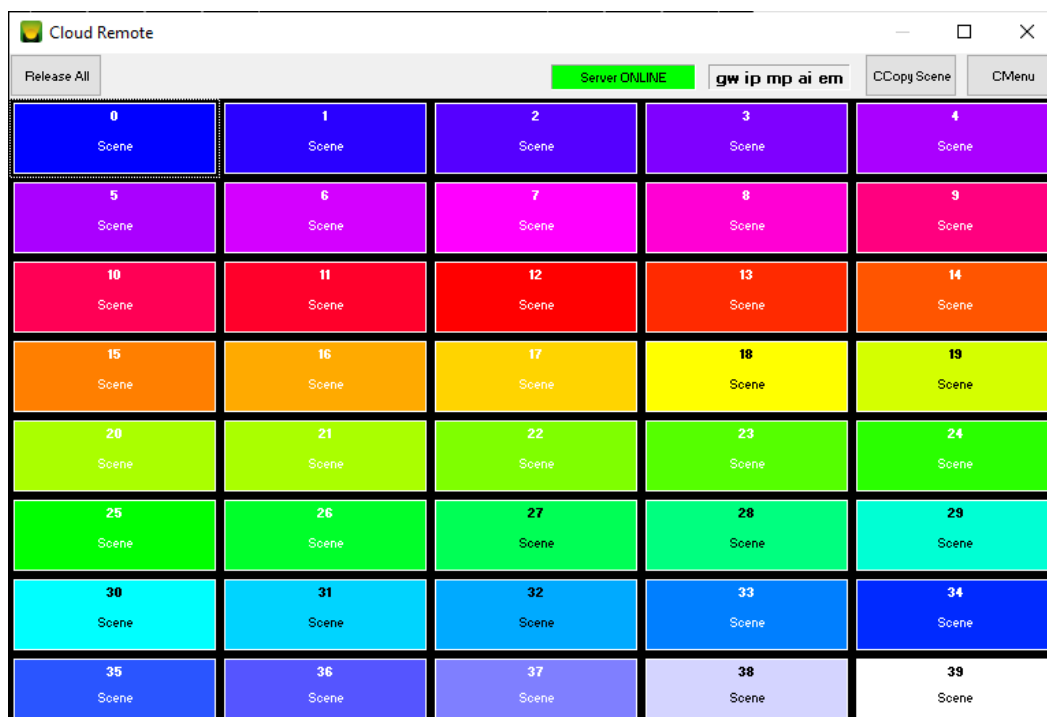 Cloud Remote
Release All Server ONLINE gw ip mp ai em CCopy Scene CMenu
0 1 2 3 4
Scene Scene Scene Scene Scene
5 6 7 8 9
Scene Scene Scene Scene Scene
10 11 12 13 14
Scene Scene Scene Scene Scene
15 16 17 18 19
Scene Scene Scene Scene Scene
20 21 22 23 24
Scene Scene Scene Scene Scene
25 26 27 28 29
Scene Scene Scene Scene Scene
30 31 32 33 34
Scene Scene Scene Scene Scene
35 36 37 38 39
Scene Scene Scene Scene Scene